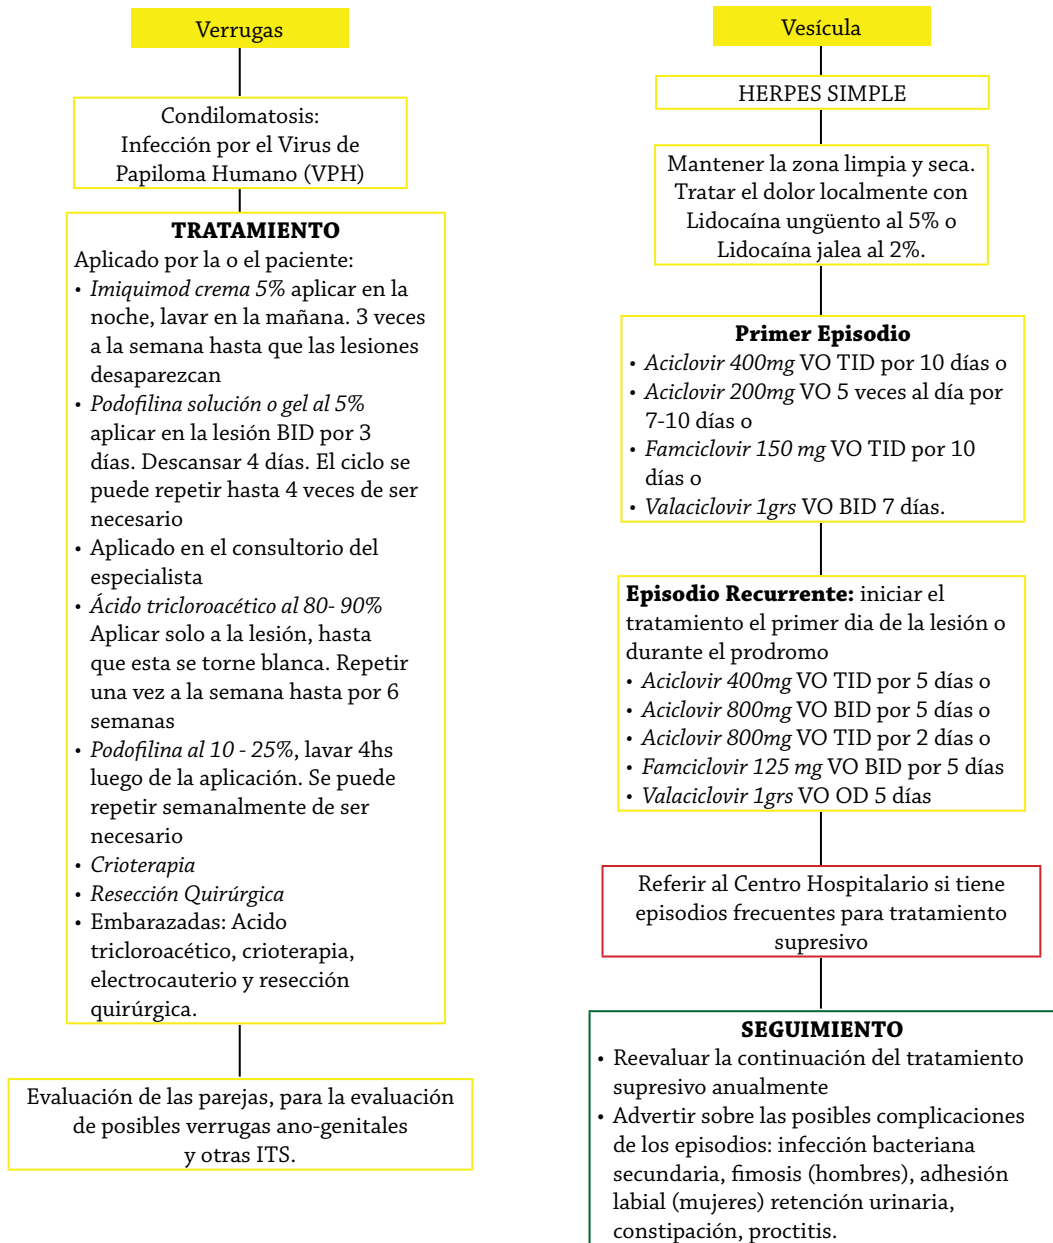 Verrugas
Condilomatosis:
Infección por el Virus de
Papiloma Humano (VPH)
TRATAMIENTO
Aplicado por la o el paciente:
• Imiquimod crema 5% aplicar en la
noche, lavar en la mañana. 3 veces
a la semana hasta que las lesiones
desaparezcan
• Podofilina solución o gel al 5%
aplicar en la lesión BID por 3
días. Descansar 4 días. El ciclo se
puede repetir hasta 4 veces de ser
necesario
• Aplicado en el consultorio del
especialista
• Ácido tricloroacético al 80- 90%
Aplicar solo a la lesión, hasta
que esta se torne blanca. Repetir
una vez a la semana hasta por 6
semanas
• Podofilina al 10 - 25%, lavar 4hs
luego de la aplicación. Se puede
repetir semanalmente de ser
necesario
• Crioterapia
• Resección Quirúrgica
• Embarazadas: Acido
tricloroacético, crioterapia,
electrocauterio y resección
quirúrgica.
Evaluación de las parejas, para la evaluación
de posibles verrugas ano-genitales
y otras ITS.
Vesícula
HERPES SIMPLE
Mantener la zona limpia y seca.
Tratar el dolor localmente con
Lidocaína ungüento al 5% o
Lidocaína jalea al 2%.
Primer Episodio
• Aciclovir 400mg VO TID por 10 días o
• Aciclovir 200mg VO 5 veces al día por
7-10 días o
• Famciclovir 150 mg VO TID por 10
días o
• Valaciclovir 1grs VO BID 7 días.
Episodio Recurrente: iniciar el
tratamiento el primer dia de la lesión o
durante el prodromo
• Aciclovir 400mg VO TID por 5 días o
• Aciclovir 800mg VO BID por 5 días o
• Aciclovir 800mg VO TID por 2 días o
• Famciclovir 125 mg VO BID por 5 días
• Valaciclovir 1grs VO OD 5 días
Referir al Centro Hospitalario si tiene
episodios frecuentes para tratamiento
supresivo
SEGUIMIENTO
• Reevaluar la continuación del tratamiento
supresivo anualmente
• Advertir sobre las posibles complicaciones
de los episodios: infección bacteriana
secundaria, fimosis (hombres), adhesión
labial (mujeres) retención urinaria,
constipación, proctitis.